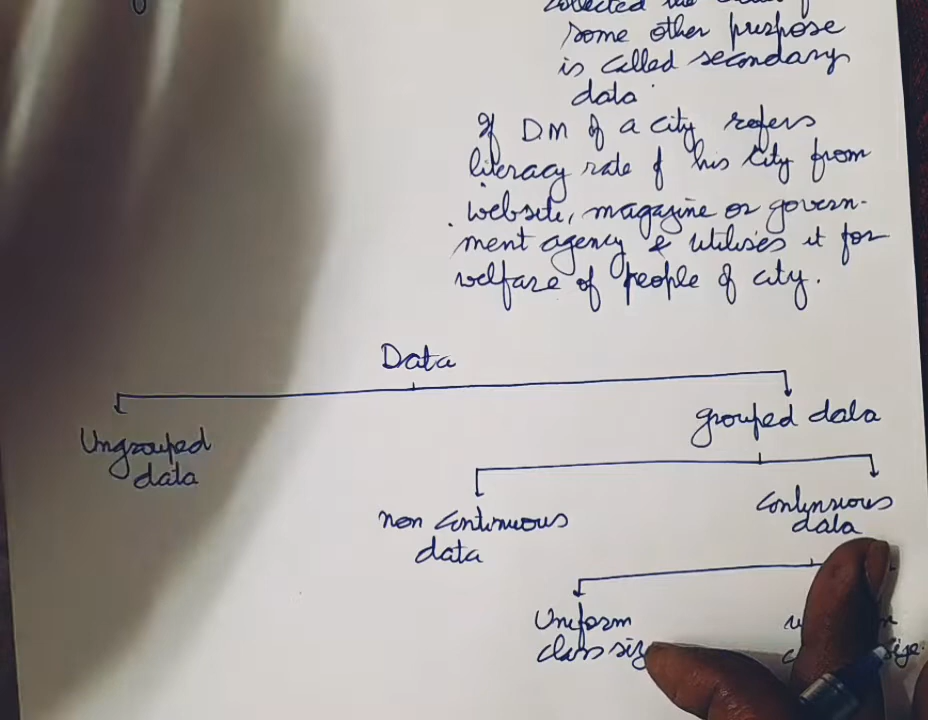 some other purpose
is called secondary
data.
If DM of a city refers
literacy rate of his city from
website, magazine or govern-
ment agency & utilises it for
welfare of people of city.
Data
Ungrouped
data
grouped data
non continuous
data
Continuous
data
Uniform
class siz
size.